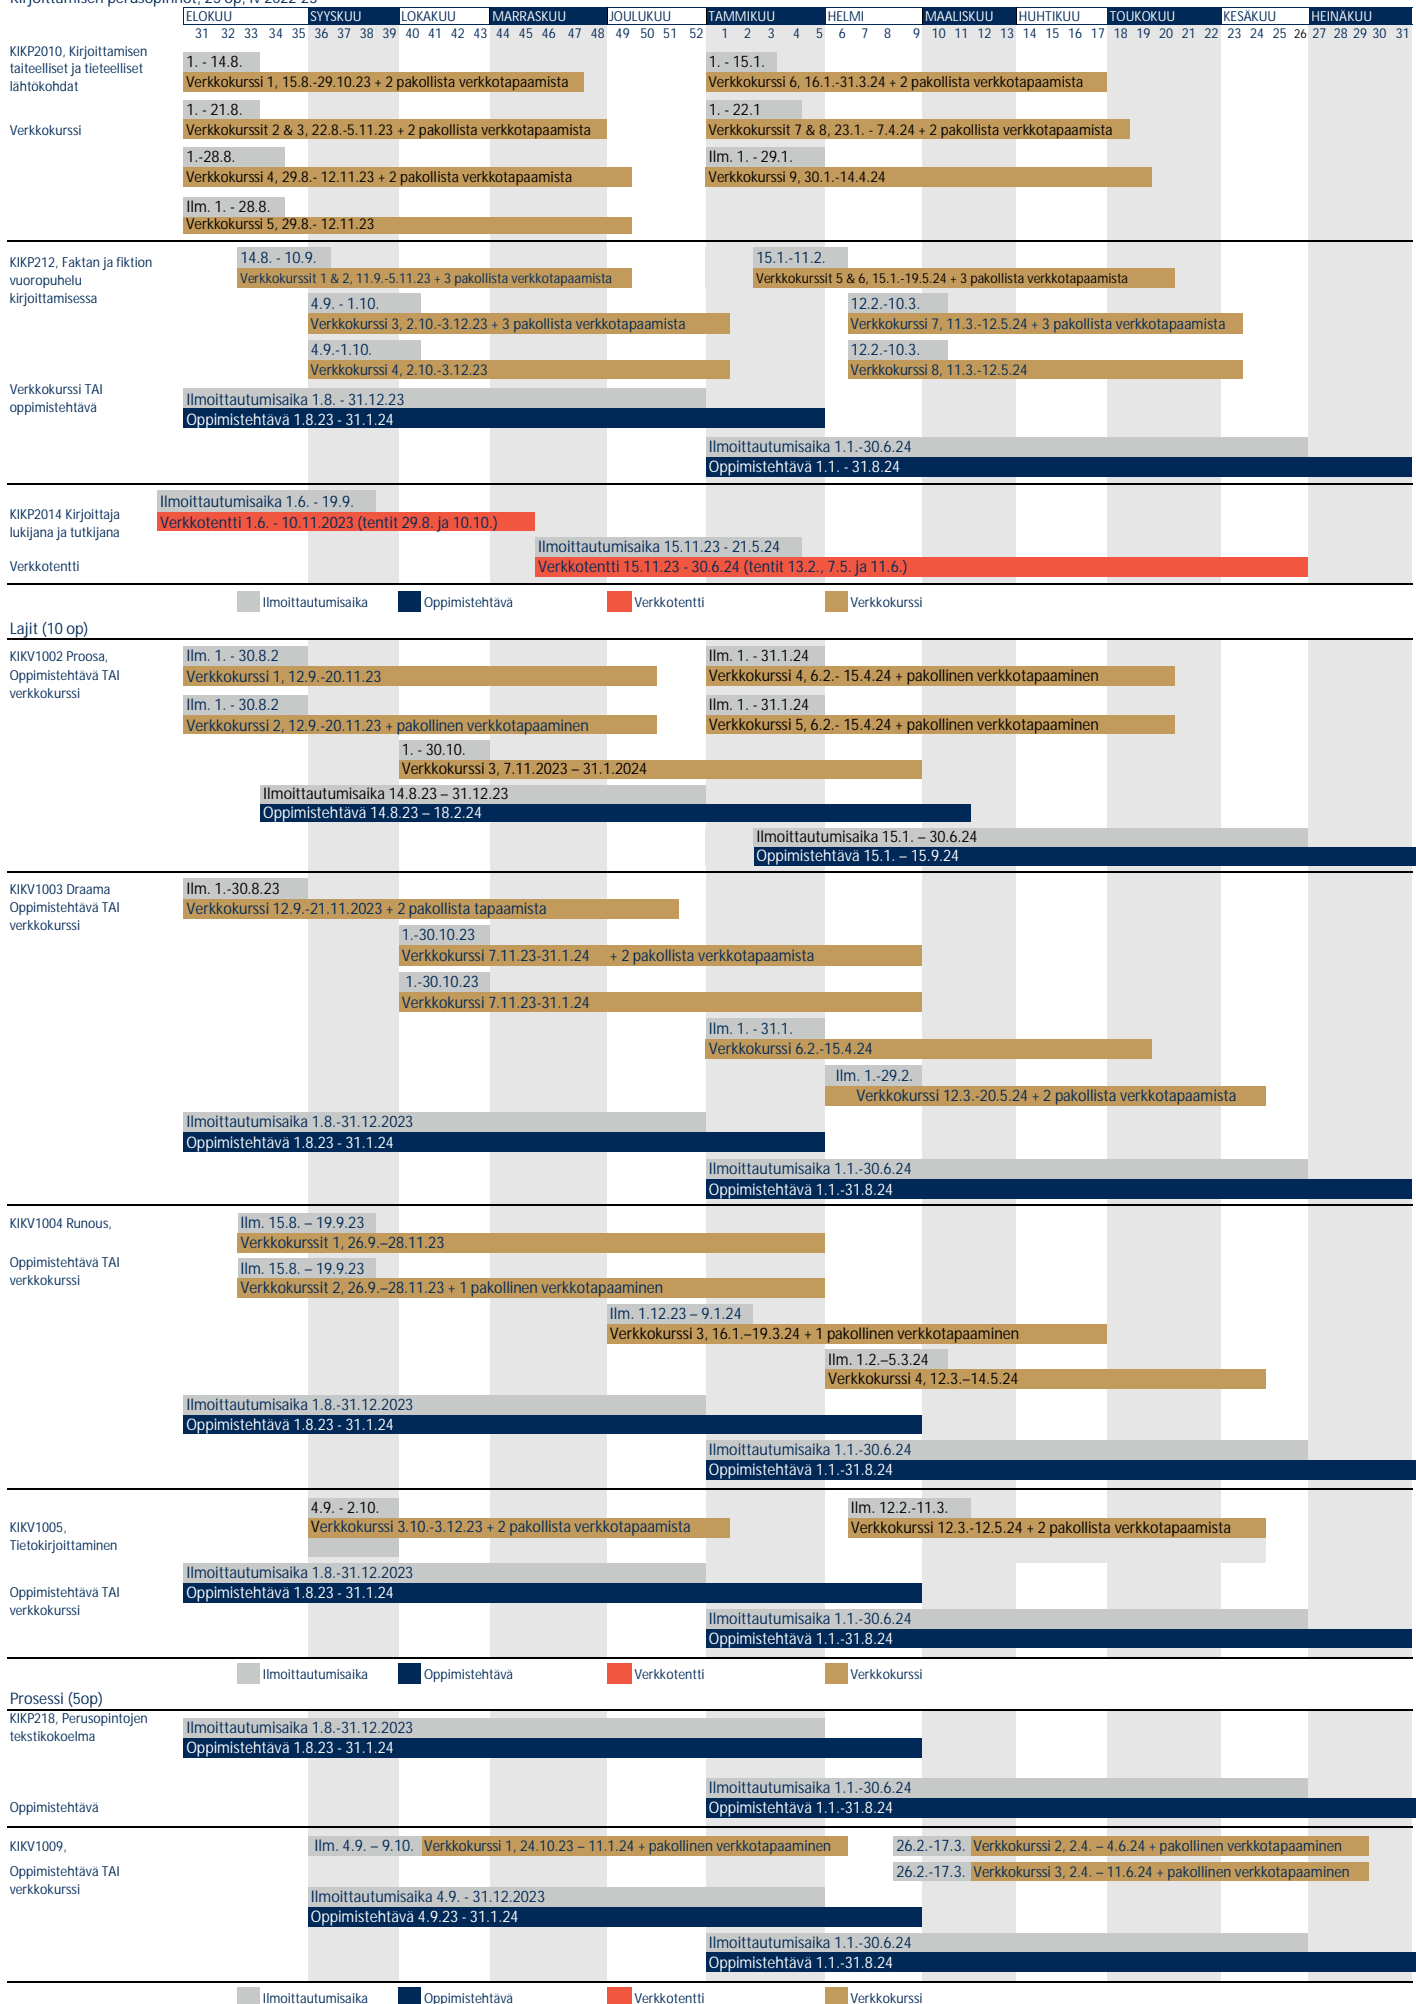 Kirjoittamisen perusopinnot, 25 op, lv 2022-23
ELOKUU SYYSKUU LOKAKUU MARRASKUU JOULUKUU TAMMIKUU HELMI MAALISKUU HUHTIKUU TOUKOKUU KESÄKUU HEINÄKUU
31 32 33 34 35 36 37 38 39 40 41 42 43 44 45 46 47 48 49 50 51 52 1 2 3 4 5 6 7 8 9 10 11 12 13 14 15 16 17 18 19 20 21 22 23 24 25 26 27 28 29 30 31
KIKP2010, Kirjoittamisen
taiteelliset ja tieteelliset
lähtökohdat
Verkkokurssi
1. - 14.8.
1. - 15.1.
Verkkokurssi 1, 15.8.-29.10.23 + 2 pakollista verkkotapaamista
Verkkokurssi 6, 16.1.-31.3.24 + 2 pakollista verkkotapaamista
1. - 21.8.
1. - 22.1
Verkkokurssit 2 & 3, 22.8.-5.11.23 + 2 pakollista verkkotapaamista
Verkkokurssit 7 & 8, 23.1. - 7.4.24 + 2 pakollista verkkotapaamista
1.-28.8.
Ilm. 1. - 29.1.
Verkkokurssi 4, 29.8.- 12.11.23 + 2 pakollista verkkotapaamista
Verkkokurssi 9, 30.1.-14.4.24
Ilm. 1. - 28.8.
Verkkokurssi 5, 29.8.- 12.11.23
KIKP212, Faktan ja fiktion
vuoropuhelu
kirjoittamisessa
Verkkokurssi TAI
oppimistehtävä
14.8. - 10.9.
15.1.-11.2.
Verkkokurssit 1 & 2, 11.9.-5.11.23 + 3 pakollista verkkotapaamista
Verkkokurssit 5 & 6, 15.1.-19.5.24 + 3 pakollista verkkotapaamista
4.9. - 1.10.
12.2.-10.3.
Verkkokurssi 3, 2.10.-3.12.23 + 3 pakollista verkkotapaamista
Verkkokurssi 7, 11.3.-12.5.24 + 3 pakollista verkkotapaamista
4.9.-1.10.
12.2.-10.3.
Verkkokurssi 4, 2.10.-3.12.23
Verkkokurssi 8, 11.3.-12.5.24
Ilmoittautumisaika 1.8. - 31.12.23
Oppimistehtävä 1.8.23 - 31.1.24
Ilmoittautumisaika 1.1.-30.6.24
Oppimistehtävä 1.1. - 31.8.24
KIKP2014 Kirjoittaja
lukijana ja tutkijana
Verkkotentti
Ilmoittautumisaika 1.6. - 19.9.
Verkkotentti 1.6. - 10.11.2023 (tentit 29.8. ja 10.10.)
Ilmoittautumisaika 15.11.23 - 21.5.24
Verkkotentti 15.11.23 - 30.6.24 (tentit 13.2., 7.5. ja 11.6.)
Ilmoittautumisaika Oppimistehtävä Verkkotentti Verkkokurssi
Lajit (10 op)
KIKV1002 Proosa,
Oppimistehtävä TAI
verkkokurssi
Ilm. 1. - 30.8.2
Ilm. 1. - 31.1.24
Verkkokurssi 1, 12.9.-20.11.23
Verkkokurssi 4, 6.2.- 15.4.24 + pakollinen verkkotapaaminen
Ilm. 1. - 30.8.2
Ilm. 1. - 31.1.24
Verkkokurssi 2, 12.9.-20.11.23 + pakollinen verkkotapaaminen
Verkkokurssi 5, 6.2.- 15.4.24 + pakollinen verkkotapaaminen
1. - 30.10.
Verkkokurssi 3, 7.11.2023 – 31.1.2024
Ilmoittautumisaika 14.8.23 – 31.12.23
Oppimistehtävä 14.8.23 – 18.2.24
Ilmoittautumisaika 15.1. – 30.6.24
Oppimistehtävä 15.1. – 15.9.24
KIKV1003 Draama
Oppimistehtävä TAI
verkkokurssi
Ilm. 1.-30.8.23
Verkkokurssi 12.9.-21.11.2023 + 2 pakollista tapaamista
1.-30.10.23
Verkkokurssi 7.11.23-31.1.24 + 2 pakollista verkkotapaamista
1.-30.10.23
Verkkokurssi 7.11.23-31.1.24
Ilm. 1. - 31.1.
Verkkokurssi 6.2.-15.4.24
Ilm. 1.-29.2.
Verkkokurssi 12.3.-20.5.24 + 2 pakollista verkkotapaamista
Ilmoittautumisaika 1.8.-31.12.2023
Oppimistehtävä 1.8.23 - 31.1.24
Ilmoittautumisaika 1.1.-30.6.24
Oppimistehtävä 1.1.-31.8.24
KIKV1004 Runous,
Oppimistehtävä TAI
verkkokurssi
Ilm. 15.8. – 19.9.23
Verkkokurssit 1, 26.9.–28.11.23
Ilm. 15.8. – 19.9.23
Verkkokurssit 2, 26.9.–28.11.23 + 1 pakollinen verkkotapaaminen
Ilm. 1.12.23 – 9.1.24
Verkkokurssi 3, 16.1.–19.3.24 + 1 pakollinen verkkotapaaminen
Ilm. 1.2.–5.3.24
Verkkokurssi 4, 12.3.–14.5.24
Ilmoittautumisaika 1.8.-31.12.2023
Oppimistehtävä 1.8.23 - 31.1.24
Ilmoittautumisaika 1.1.-30.6.24
Oppimistehtävä 1.1.-31.8.24
KIKV1005,
Tietokirjoittaminen
Oppimistehtävä TAI
verkkokurssi
4.9. - 2.10.
Ilm. 12.2.-11.3.
Verkkokurssi 3.10.-3.12.23 + 2 pakollista verkkotapaamista
Verkkokurssi 12.3.-12.5.24 + 2 pakollista verkkotapaamista
Ilmoittautumisaika 1.8.-31.12.2023
Oppimistehtävä 1.8.23 - 31.1.24
Ilmoittautumisaika 1.1.-30.6.24
Oppimistehtävä 1.1.-31.8.24
Ilmoittautumisaika Oppimistehtävä Verkkotentti Verkkokurssi
Prosessi (5op)
KIKP218, Perusopintojen
tekstikokoelma
Oppimistehtävä
Ilmoittautumisaika 1.8.-31.12.2023
Oppimistehtävä 1.8.23 - 31.1.24
Ilmoittautumisaika 1.1.-30.6.24
Oppimistehtävä 1.1.-31.8.24
KIKV1009,
Oppimistehtävä TAI
verkkokurssi
Ilm. 4.9. – 9.10. Verkkokurssi 1, 24.10.23 – 11.1.24 + pakollinen verkkotapaaminen
26.2.-17.3. Verkkokurssi 2, 2.4. – 4.6.24 + pakollinen verkkotapaaminen
26.2.-17.3. Verkkokurssi 3, 2.4. – 11.6.24 + pakollinen verkkotapaaminen
Ilmoittautumisaika 4.9. - 31.12.2023
Oppimistehtävä 4.9.23 - 31.1.24
Ilmoittautumisaika 1.1.-30.6.24
Oppimistehtävä 1.1.-31.8.24
Ilmoittautumisaika Oppimistehtävä Verkkotentti Verkkokurssi